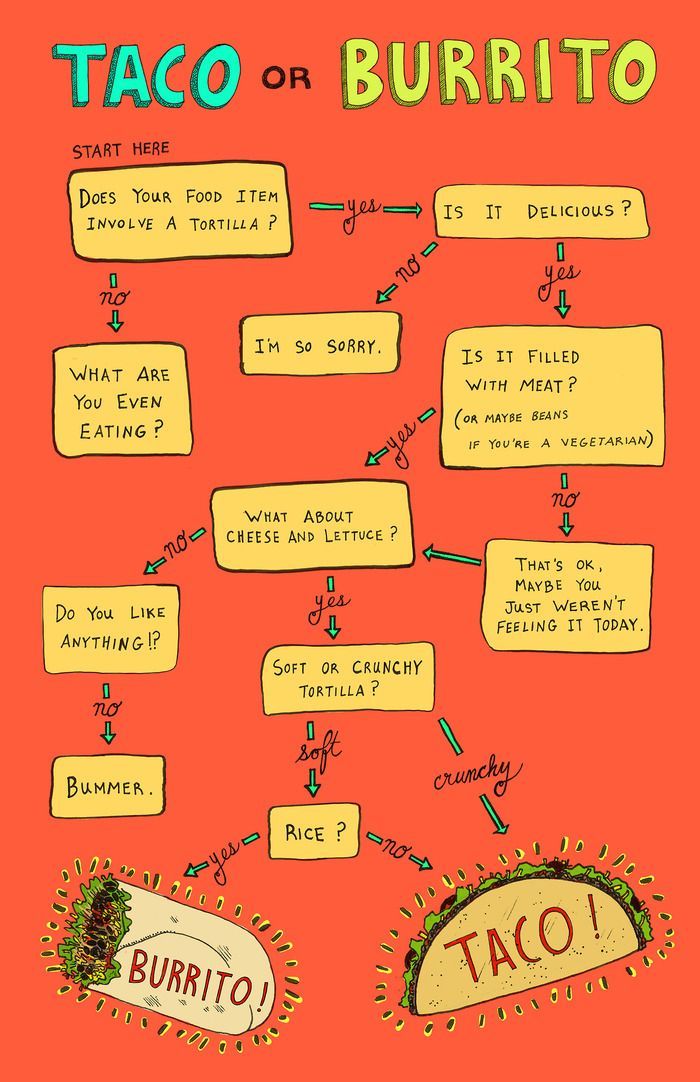 TACO OR BURRITO
START HERE
DOES YOUR FOOD ITEM
INVOLVE A TORTILLA?
yes
IS IT DELICIOUS?
no
no
yes
WHAT ARE
YOU EVEN
EATING?
I'M SO SORRY.
IS IT FILLED
WITH MEAT?
(OR MAYBE BEANS
IF YOU'RE A VEGETARIAN)
yes
no
WHAT ABOUT
CHEESE AND LETTUCE?
THAT'S OK,
MAYBE YOU
JUST WEREN'T
FEELING IT TODAY.
no
yes
DO YOU LIKE
ANYTHING!?
SOFT OR CRUNCHY
TORTILLA?
no
soft
crunchy
BUMMER.
RICE?
yes
no
BURRITO!
TACO!